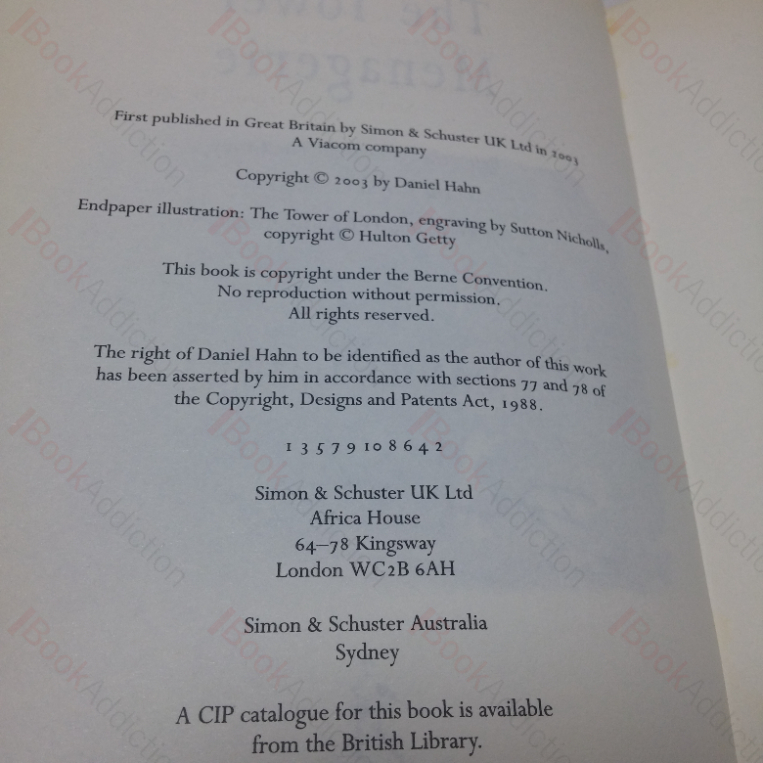 The Tower
Menagerie
First published in Great Britain by Simon & Schuster UK Ltd in 2003
A Viacom company
Copyright © 2003 by Daniel Hahn
Endpaper illustration: The Tower of London, engraving by Sutton Nicholls,
copyright © Hulton Getty
This book is copyright under the Berne Convention.
No reproduction without permission.
All rights reserved.
The right of Daniel Hahn to be identified as the author of this work
has been asserted by him in accordance with sections 77 and 78 of
the Copyright, Designs and Patents Act, 1988.
1 3 5 7 9 10 8 6 4 2
Simon & Schuster UK Ltd
Africa House
64–78 Kingsway
London WC2B 6AH
Simon & Schuster Australia
Sydney
A CIP catalogue for this book is available
from the British Library.
BookAddiction